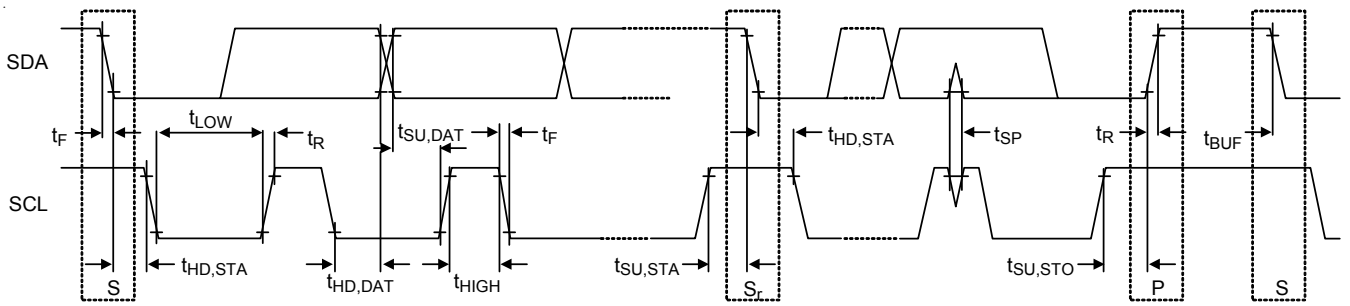 SDA
tF
tLOW
tR
tSU,DAT
tF
tHD,STA
tSP
tR
tBUF
SCL
tHD,STA
tHD,DAT
tHIGH
tSU,STA
tSU,STO
S
Sr
P
S